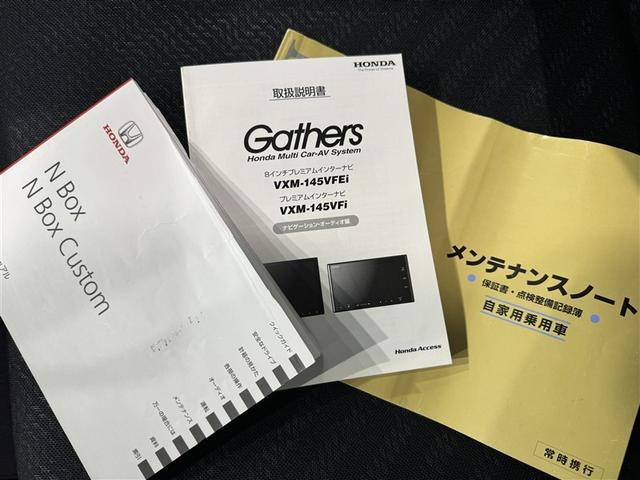 HONDA
N Box
N Box Custom
クイックガイド
安全なドライブ
計器の見かた
各部の操作
オーディオ
運転
メンテナンス
万一の場合には
資料
索引
HONDA
The Power of Dreams
取扱説明書
Gathers
Honda Multi Car-AV System
8インチプレミアムインターナビ
VXM-145VFEi
プレミアムインターナビ
VXM-145VFi
ナビゲーション・オーディオ編
Honda Access
メンテナンスノート
保証書・点検整備記録簿
自家用乗用車
常時携行